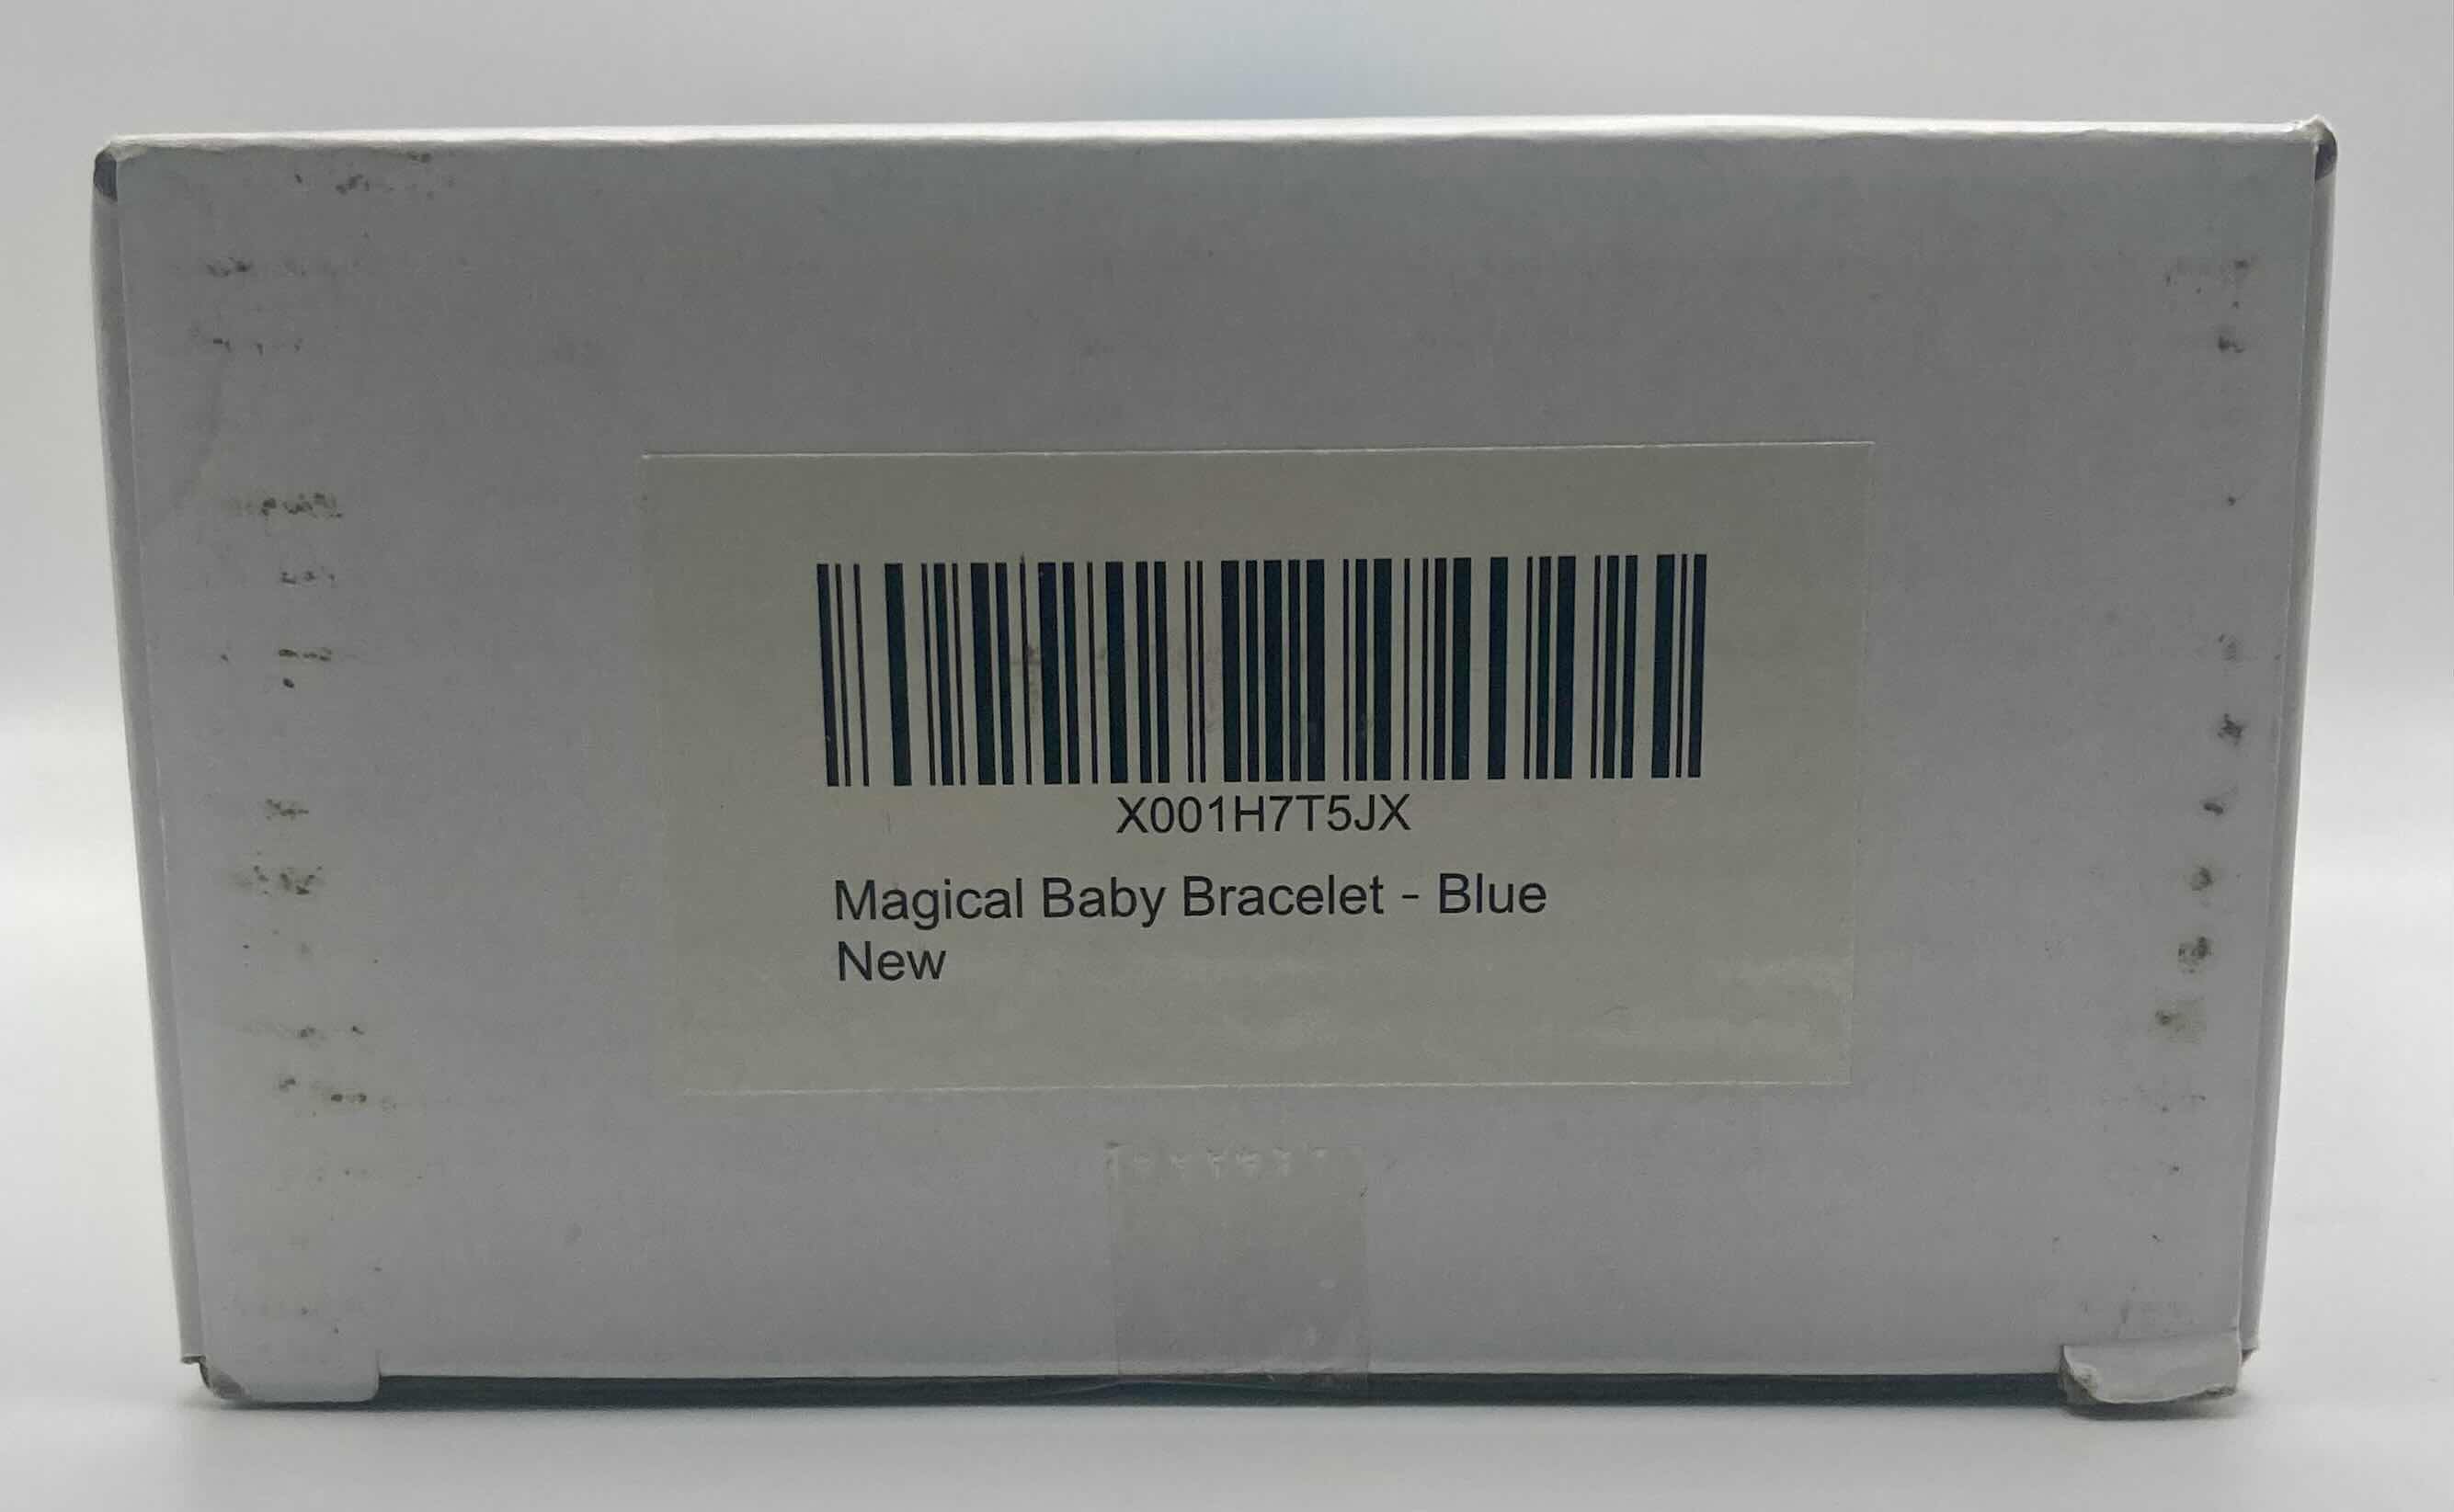 X001H7T5JX
Magical Baby Bracelet - Blue
New